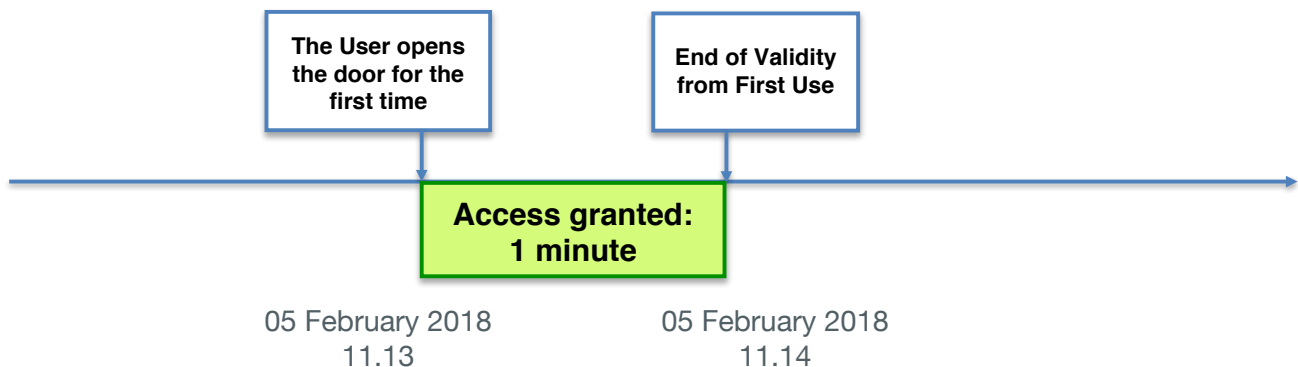 The User opens
the door for the
first time
End of Validity
from First Use
Access granted:
1 minute
05 February 2018
11.13
05 February 2018
11.14